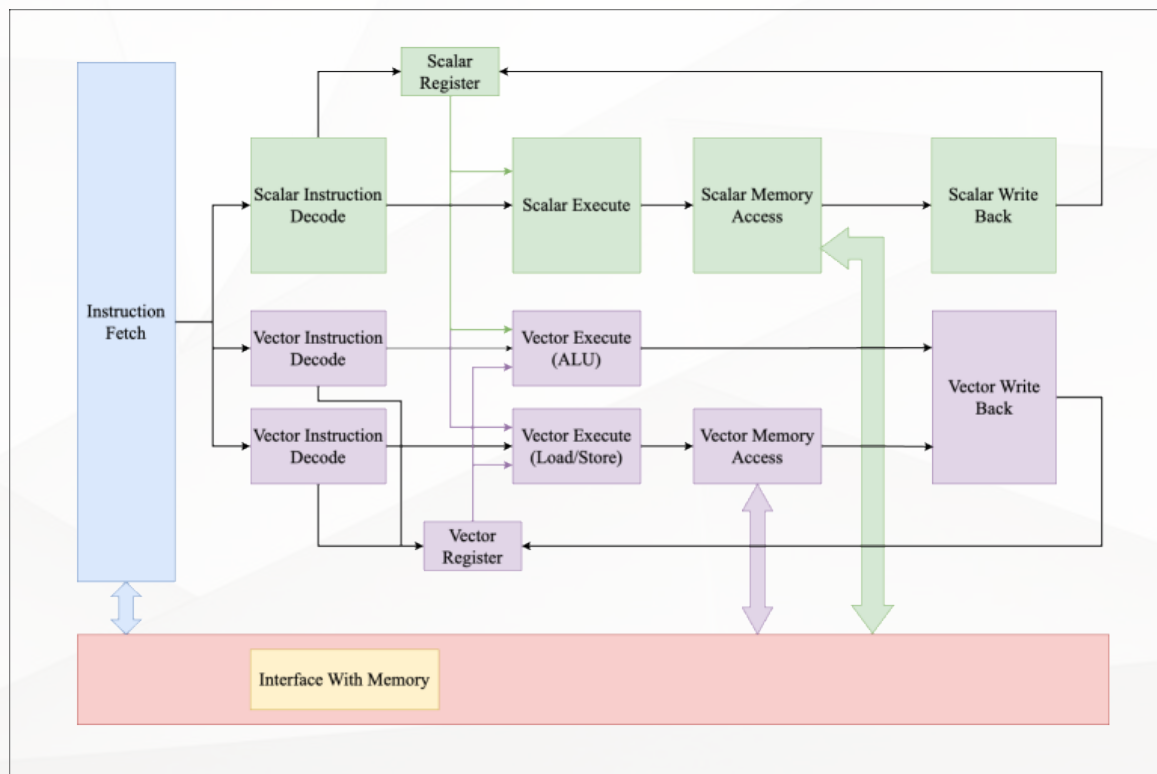 Scalar
Register
Scalar Instruction
Decode
Scalar Execute
Scalar Memory
Access
Scalar Write
Back
Instruction
Fetch
Vector Instruction
Decode
Vector Execute
(ALU)
Vector Write
Back
Vector Instruction
Decode
Vector Execute
(Load/Store)
Vector Memory
Access
Vector
Register
Interface With Memory